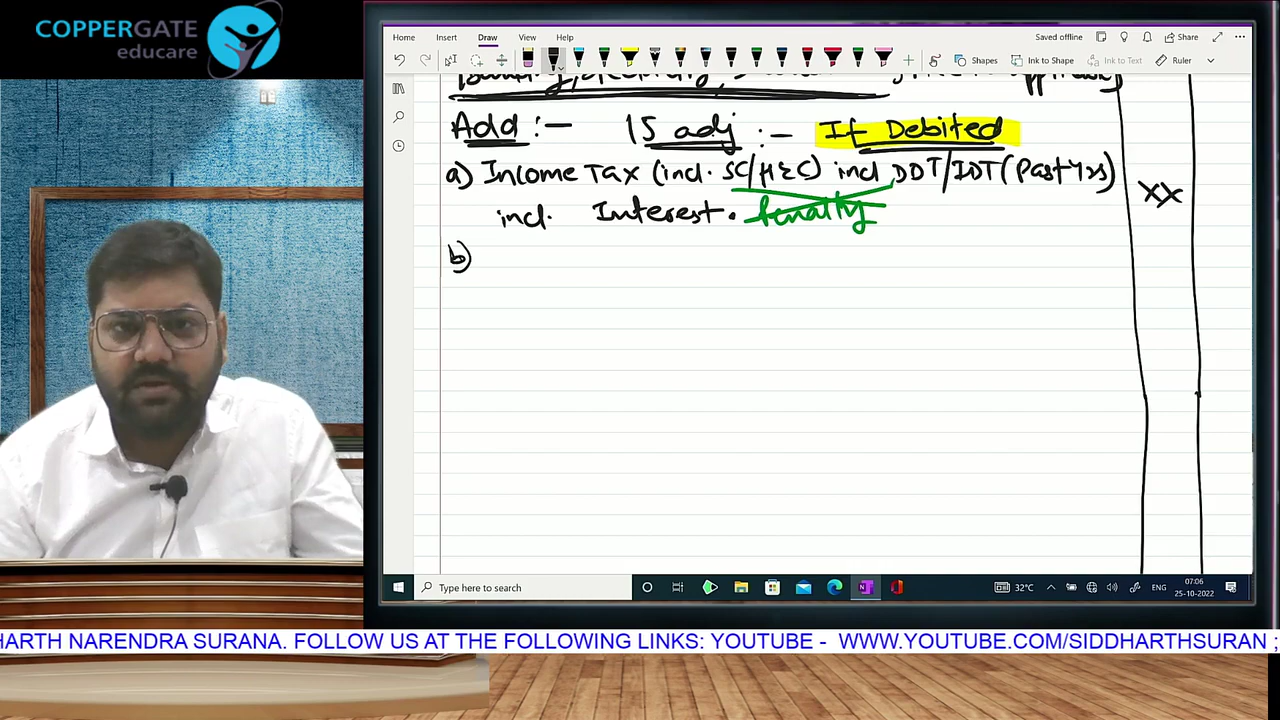 COPPERGATE
educare
Home Insert Draw View Help
Saved offline
Share
Shapes
Ink to Shape
Ink to Text
Ruler
Add :- 15 adj :- If Debited
a) Income Tax (incl. SC/HEC) incl DDT/IDT (Past Yrs)
incl. Interest. Penalty
XX
b)
Type here to search
32°C
ENG
07:06
25-10-2022
HARTH NARENDRA SURANA. FOLLOW US AT THE FOLLOWING LINKS: YOUTUBE - WWW.YOUTUBE.COM/SIDDHARTHSURAN ;